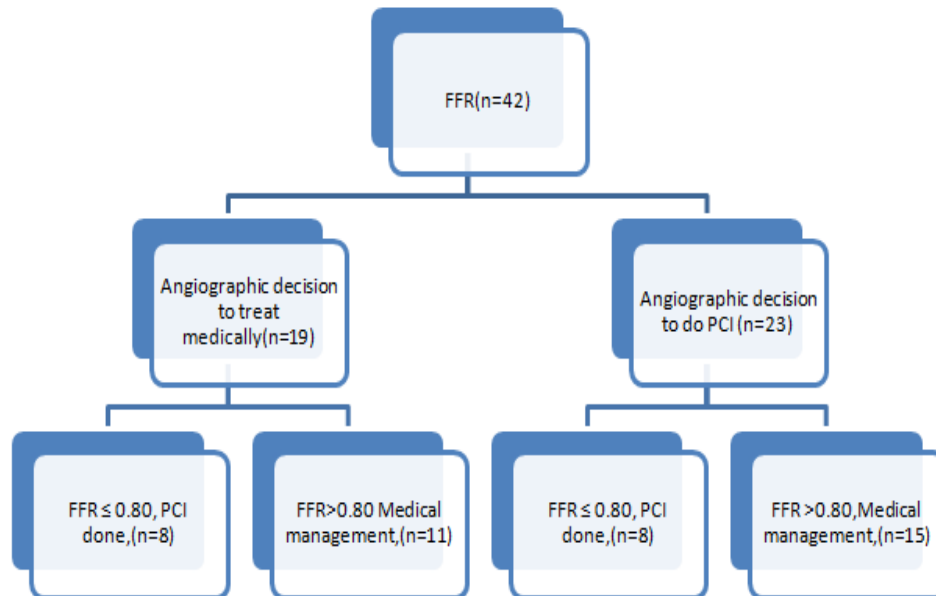 FFR(n=42)
Angiographic decision
to treat
medically(n=19)
Angiographic decision
to do PCI (n=23)
FFR ≤ 0.80, PCI
done,(n=8)
FFR>0.80 Medical
management,(n=11)
FFR ≤ 0.80, PCI
done,(n=8)
FFR >0.80,Medical
management,(n=15)